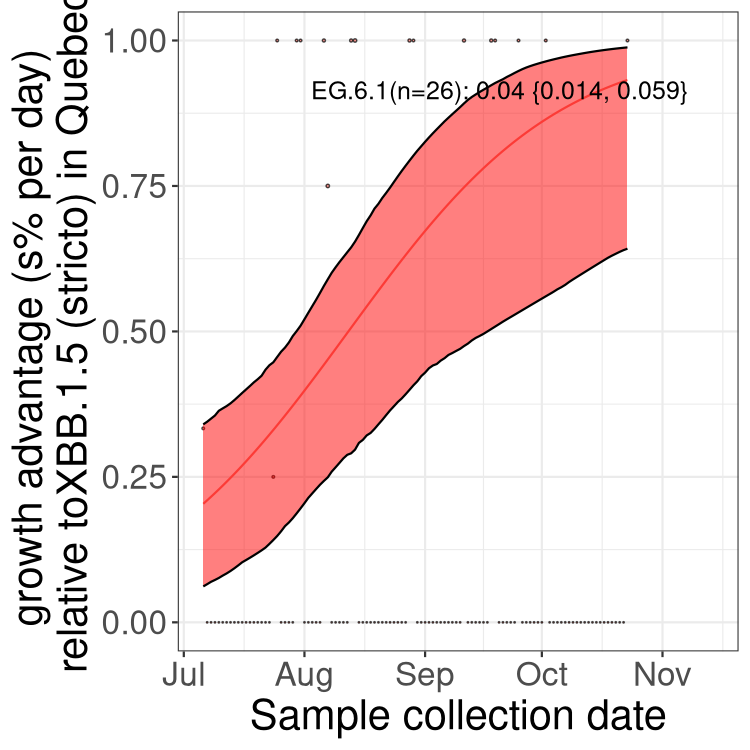 growth advantage (s% per day)
relative toXBB.1.5 (stricto) in Quebec
1.00
0.75
0.50
0.25
0.00
EG.6.1(n=26): 0.04 {0.014, 0.059}
Jul Aug Sep Oct Nov
Sample collection date